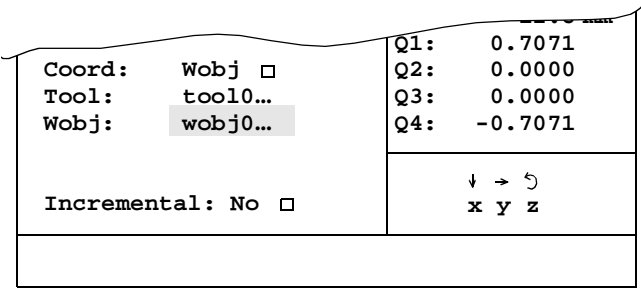 Q1: 0.7071
Coord: Wobj Q2: 0.0000
Tool: tool0... Q3: 0.0000
Wobj: wobj0... Q4: -0.7071
Incremental: No
x y z